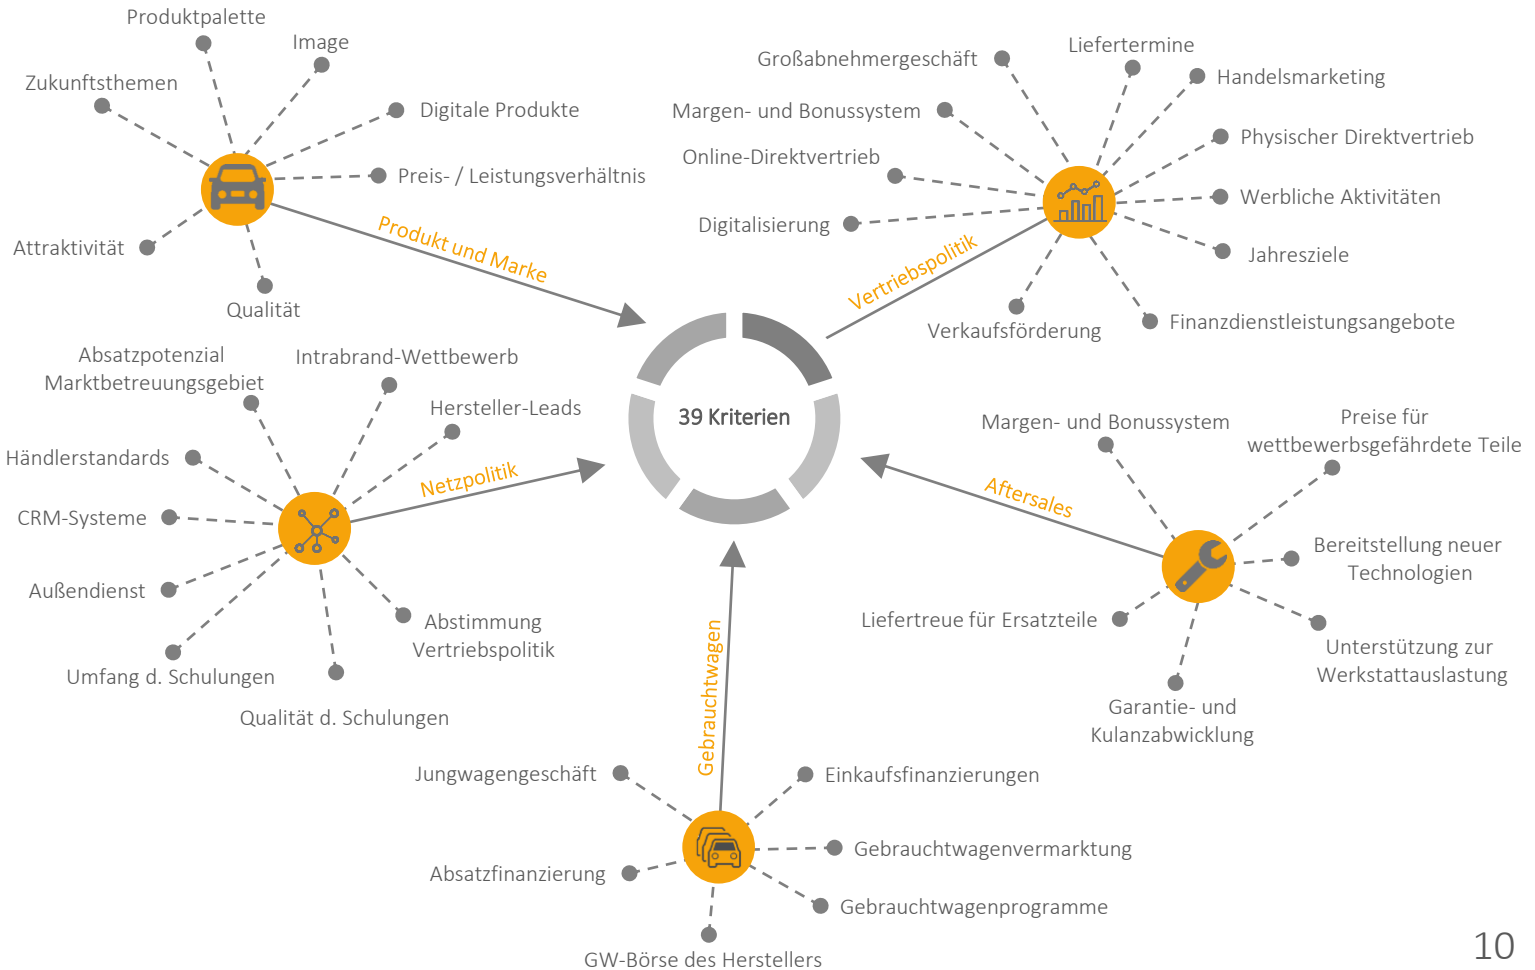 Produktpalette
Image
Zukunftsthemen
Digitale Produkte
Preis- / Leistungsverhältnis
Attraktivität
Qualität
Produkt und Marke
Großabnehmergeschäft
Liefertermine
Handelsmarketing
Margen- und Bonussystem
Physischer Direktvertrieb
Online-Direktvertrieb
Werbliche Aktivitäten
Digitalisierung
Jahresziele
Verkaufsförderung
Finanzdienstleistungsangebote
Vertriebspolitik
Absatzpotenzial
Marktbetreuungsgebiet
Intrabrand-Wettbewerb
Hersteller-Leads
Händlerstandards
CRM-Systeme
Außendienst
Umfang d. Schulungen
Qualität d. Schulungen
Abstimmung
Vertriebspolitik
Netzpolitik
39 Kriterien
Margen- und Bonussystem
Preise für
wettbewerbsgefährdete Teile
Bereitstellung neuer
Technologien
Liefertreue für Ersatzteile
Unterstützung zur
Werkstattauslastung
Garantie- und
Kulanzabwicklung
Aftersales
Gebrauchtwagen
Jungwagengeschäft
Einkaufsfinanzierungen
Absatzfinanzierung
Gebrauchtwagenvermarktung
Gebrauchtwagenprogramme
GW-Börse des Herstellers
10